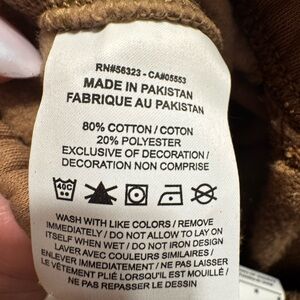 RN#56323 - CA#05553
MADE IN PAKISTAN
FABRIQUE AU PAKISTAN
80% COTTON / COTON
20% POLYESTER
EXCLUSIVE OF DECORATION /
DECORATION NON COMPRISE
40C
WASH WITH LIKE COLORS / REMOVE
IMMEDIATELY / DO NOT ALLOW TO LAY ON
ITSELF WHEN WET / DO NOT IRON DESIGN
LAVER AVEC COULEURS SIMILAIRES /
ENLEVER IMMEDIATEMENT / NE PAS LAISSER
LE VÊTEMENT PLIÉ LORSQU'IL EST MOUILLÉ /
NE PAS REPASSER LE DESSIN